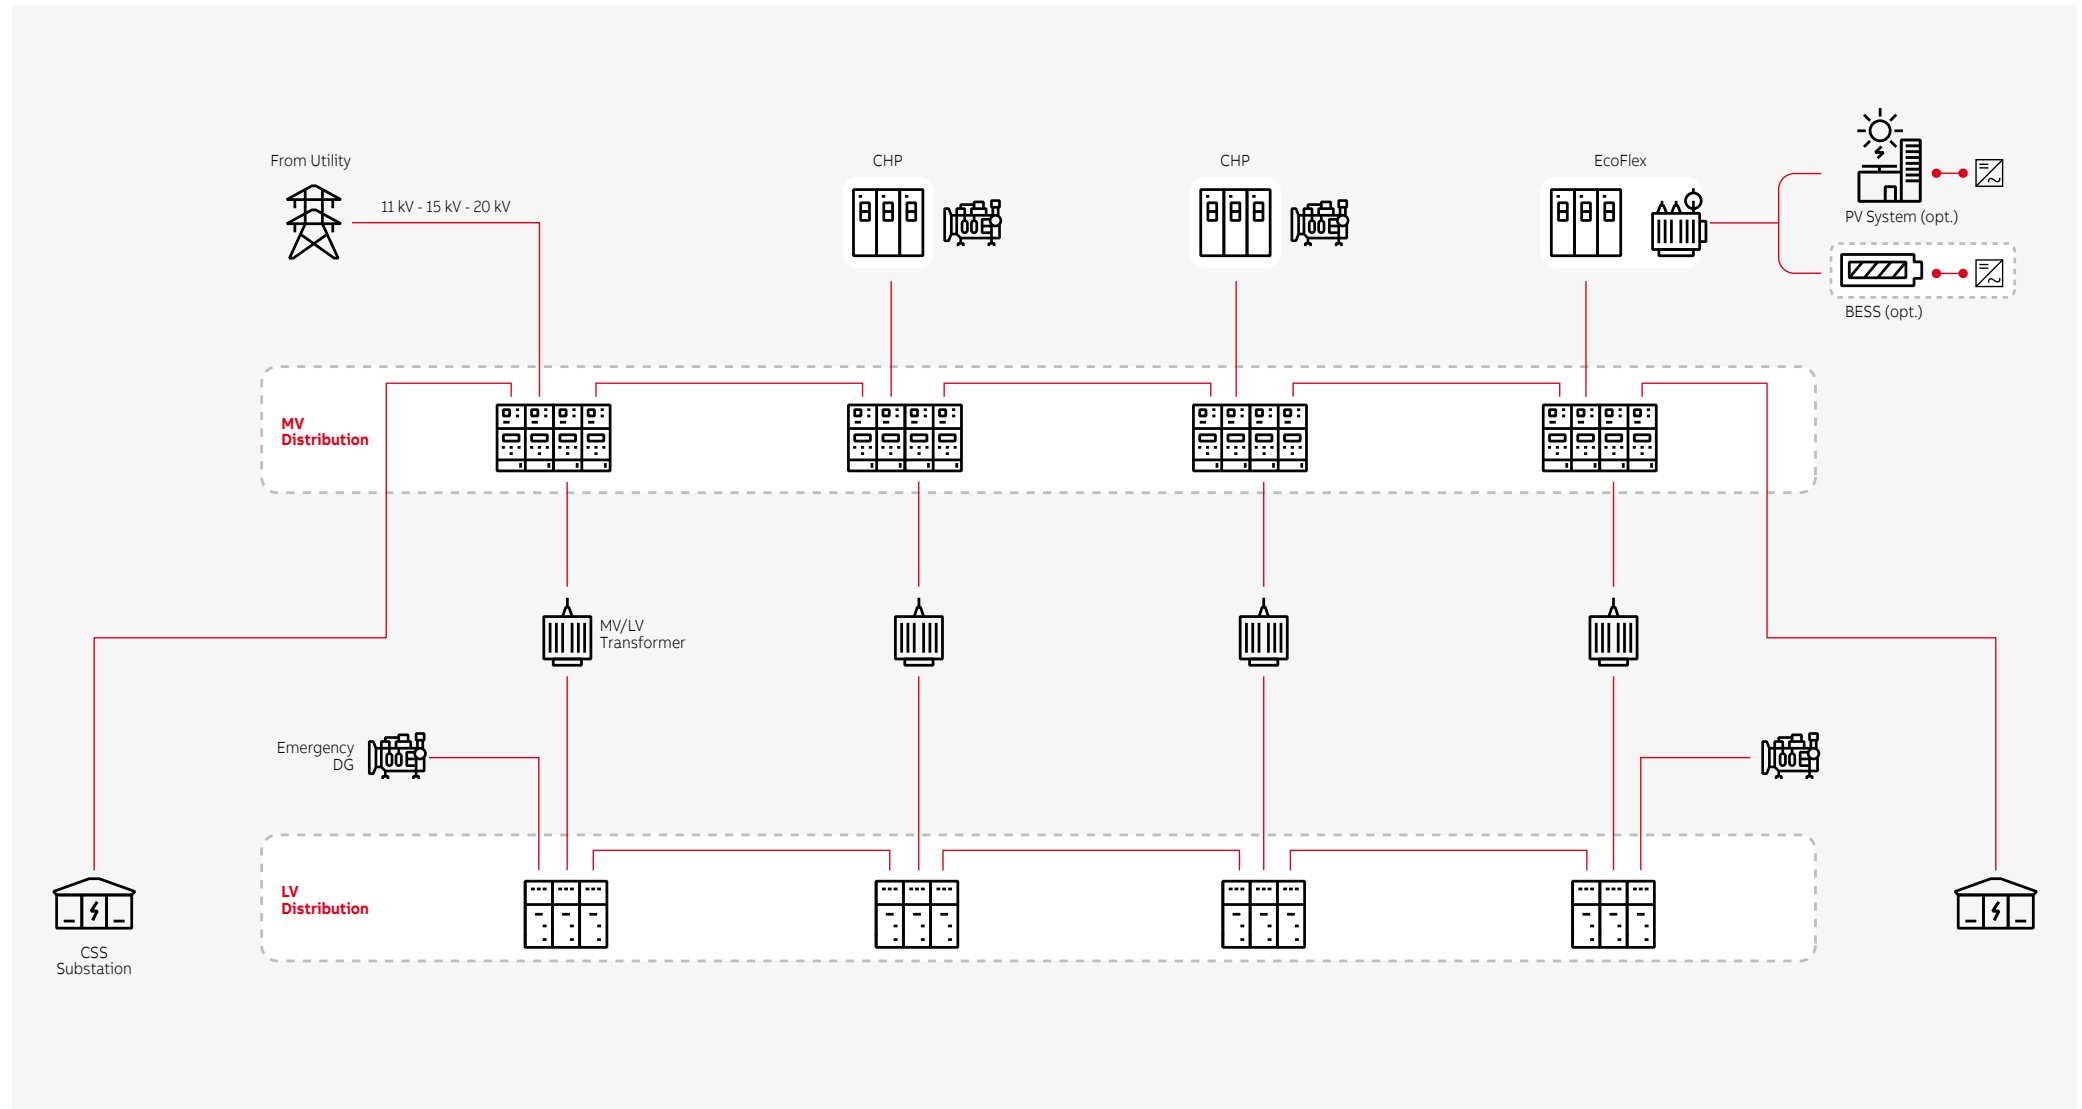 From Utility
11 kV - 15 kV - 20 kV
CHP
CHP
EcoFlex
PV System (opt.)
BESS (opt.)
MV
Distribution
MV/LV
Transformer
Emergency
DG
LV
Distribution
CSS
Substation